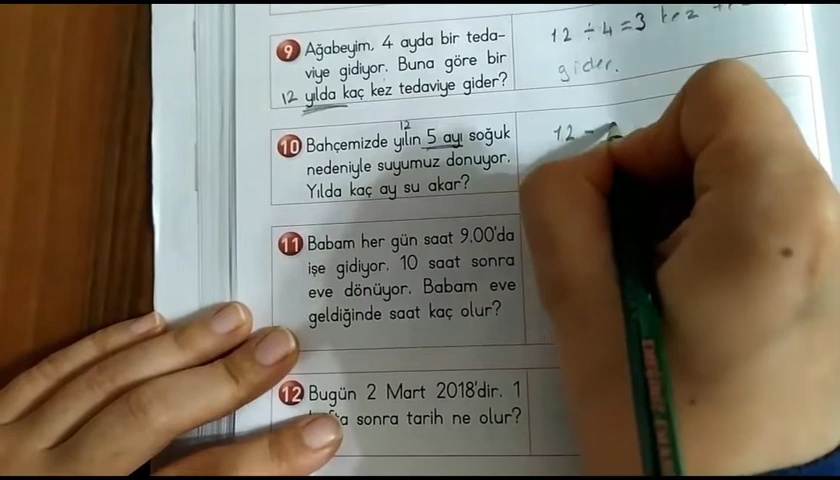 9 Ağabeyim, 4 ayda bir teda-
viye gidiyor. Buna göre bir
12 yılda kaç kez tedaviye gider?
12 ÷ 4 = 3 kez
gider.
12
10 Bahçemizde yılın 5 ayı soğuk
nedeniyle suyumuz donuyor.
Yılda kaç ay su akar?
12 -
11 Babam her gün saat 9.00'da
işe gidiyor. 10 saat sonra
eve dönüyor. Babam eve
geldiğinde saat kaç olur?
12 Bugün 2 Mart 2018'dir. 1
sonra tarih ne olur?